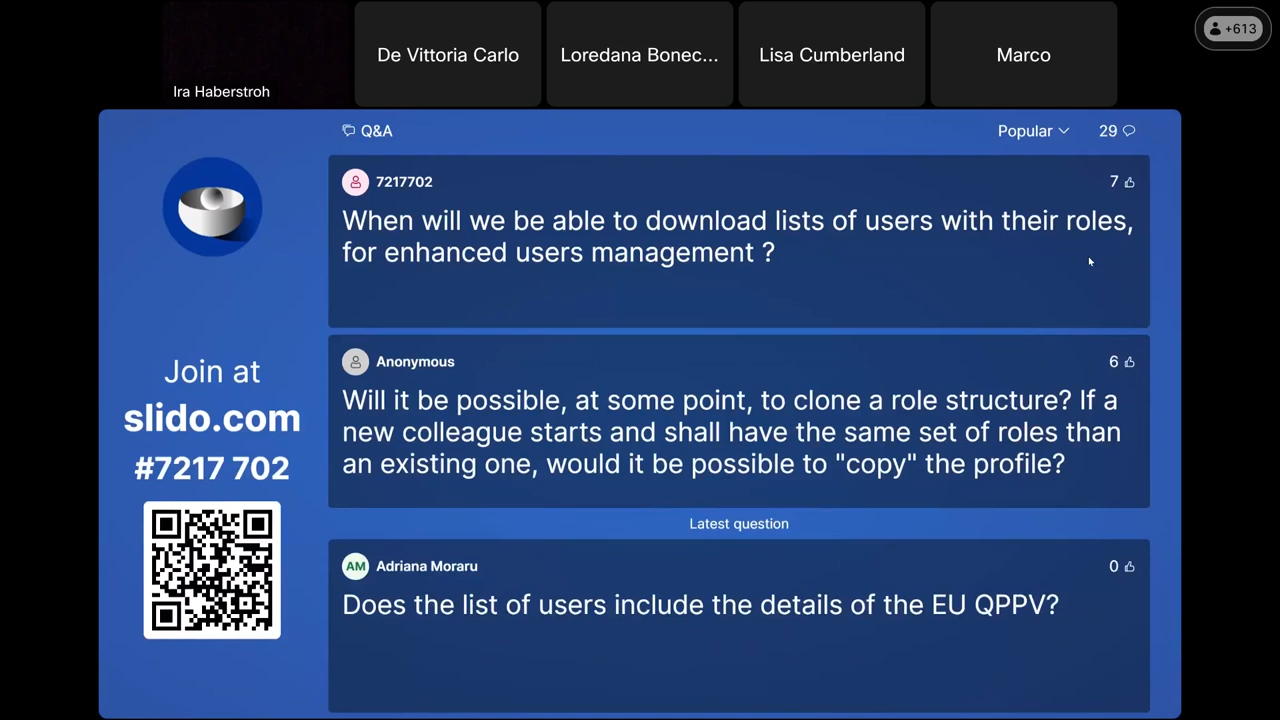 +613
De Vittoria Carlo
Loredana Bonec...
Lisa Cumberland
Marco
Ira Haberstroh
Q&A
Popular
29
7217702
7
When will we be able to download lists of users with their roles,
for enhanced users management ?
Anonymous
6
Will it be possible, at some point, to clone a role structure? If a
new colleague starts and shall have the same set of roles than
an existing one, would it be possible to "copy" the profile?
Join at
slido.com
#7217 702
Latest question
AM
Adriana Moraru
0
Does the list of users include the details of the EU QPPV?